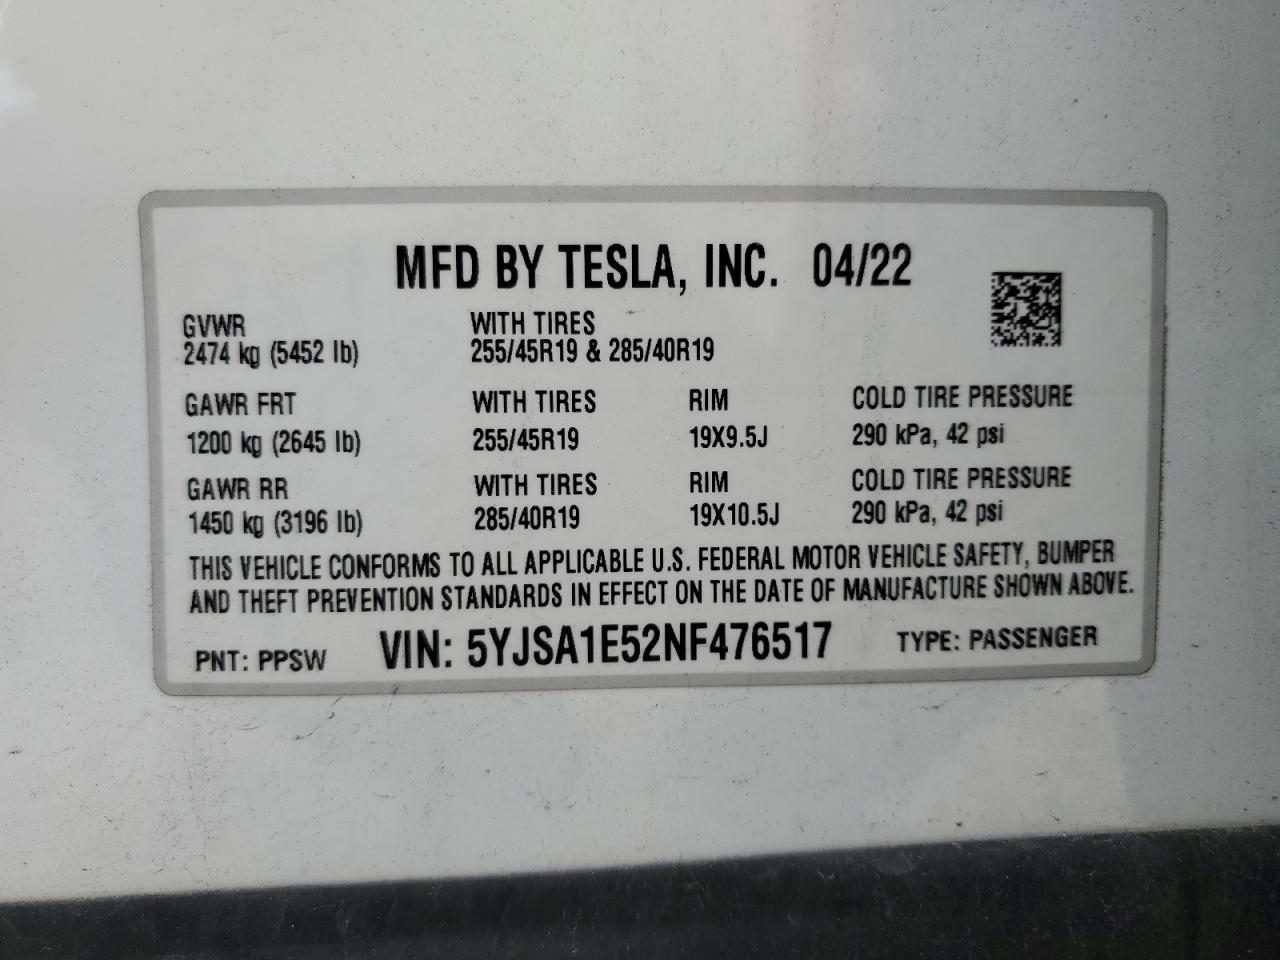 MFD BY TESLA, INC. 04/22
GVWR WITH TIRES
2474 kg (5452 lb) 255/45R19 & 285/40R19
GAWR FRT WITH TIRES RIM COLD TIRE PRESSURE
1200 kg (2645 lb) 255/45R19 19X9.5J 290 kPa, 42 psi
GAWR RR WITH TIRES RIM COLD TIRE PRESSURE
1450 kg (3196 lb) 285/40R19 19X10.5J 290 kPa, 42 psi
THIS VEHICLE CONFORMS TO ALL APPLICABLE U.S. FEDERAL MOTOR VEHICLE SAFETY, BUMPER
AND THEFT PREVENTION STANDARDS IN EFFECT ON THE DATE OF MANUFACTURE SHOWN ABOVE.
PNT: PPSW VIN: 5YJSA1E52NF476517 TYPE: PASSENGER